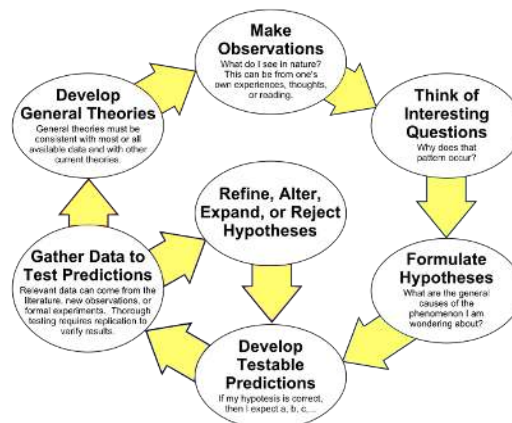 Make
Observations
What do I see in nature?
This can be from one's
own experiences, thoughts,
or reading.
Think of
Interesting
Questions
Why does that
pattern occur?
Formulate
Hypotheses
What are the general
causes of the
phenomenon I am
wondering about?
Develop
Testable
Predictions
If my hypotesis is correct,
then I expect a, b, c,...
Gather Data to
Test Predictions
Relevant data can come from the
literature, new observations, or
formal experiments. Thorough
testing requires replication to
verify results.
Refine, Alter,
Expand, or Reject
Hypotheses
Develop
General Theories
General theories must be
consistent with most or all
available data and with other
current theories.